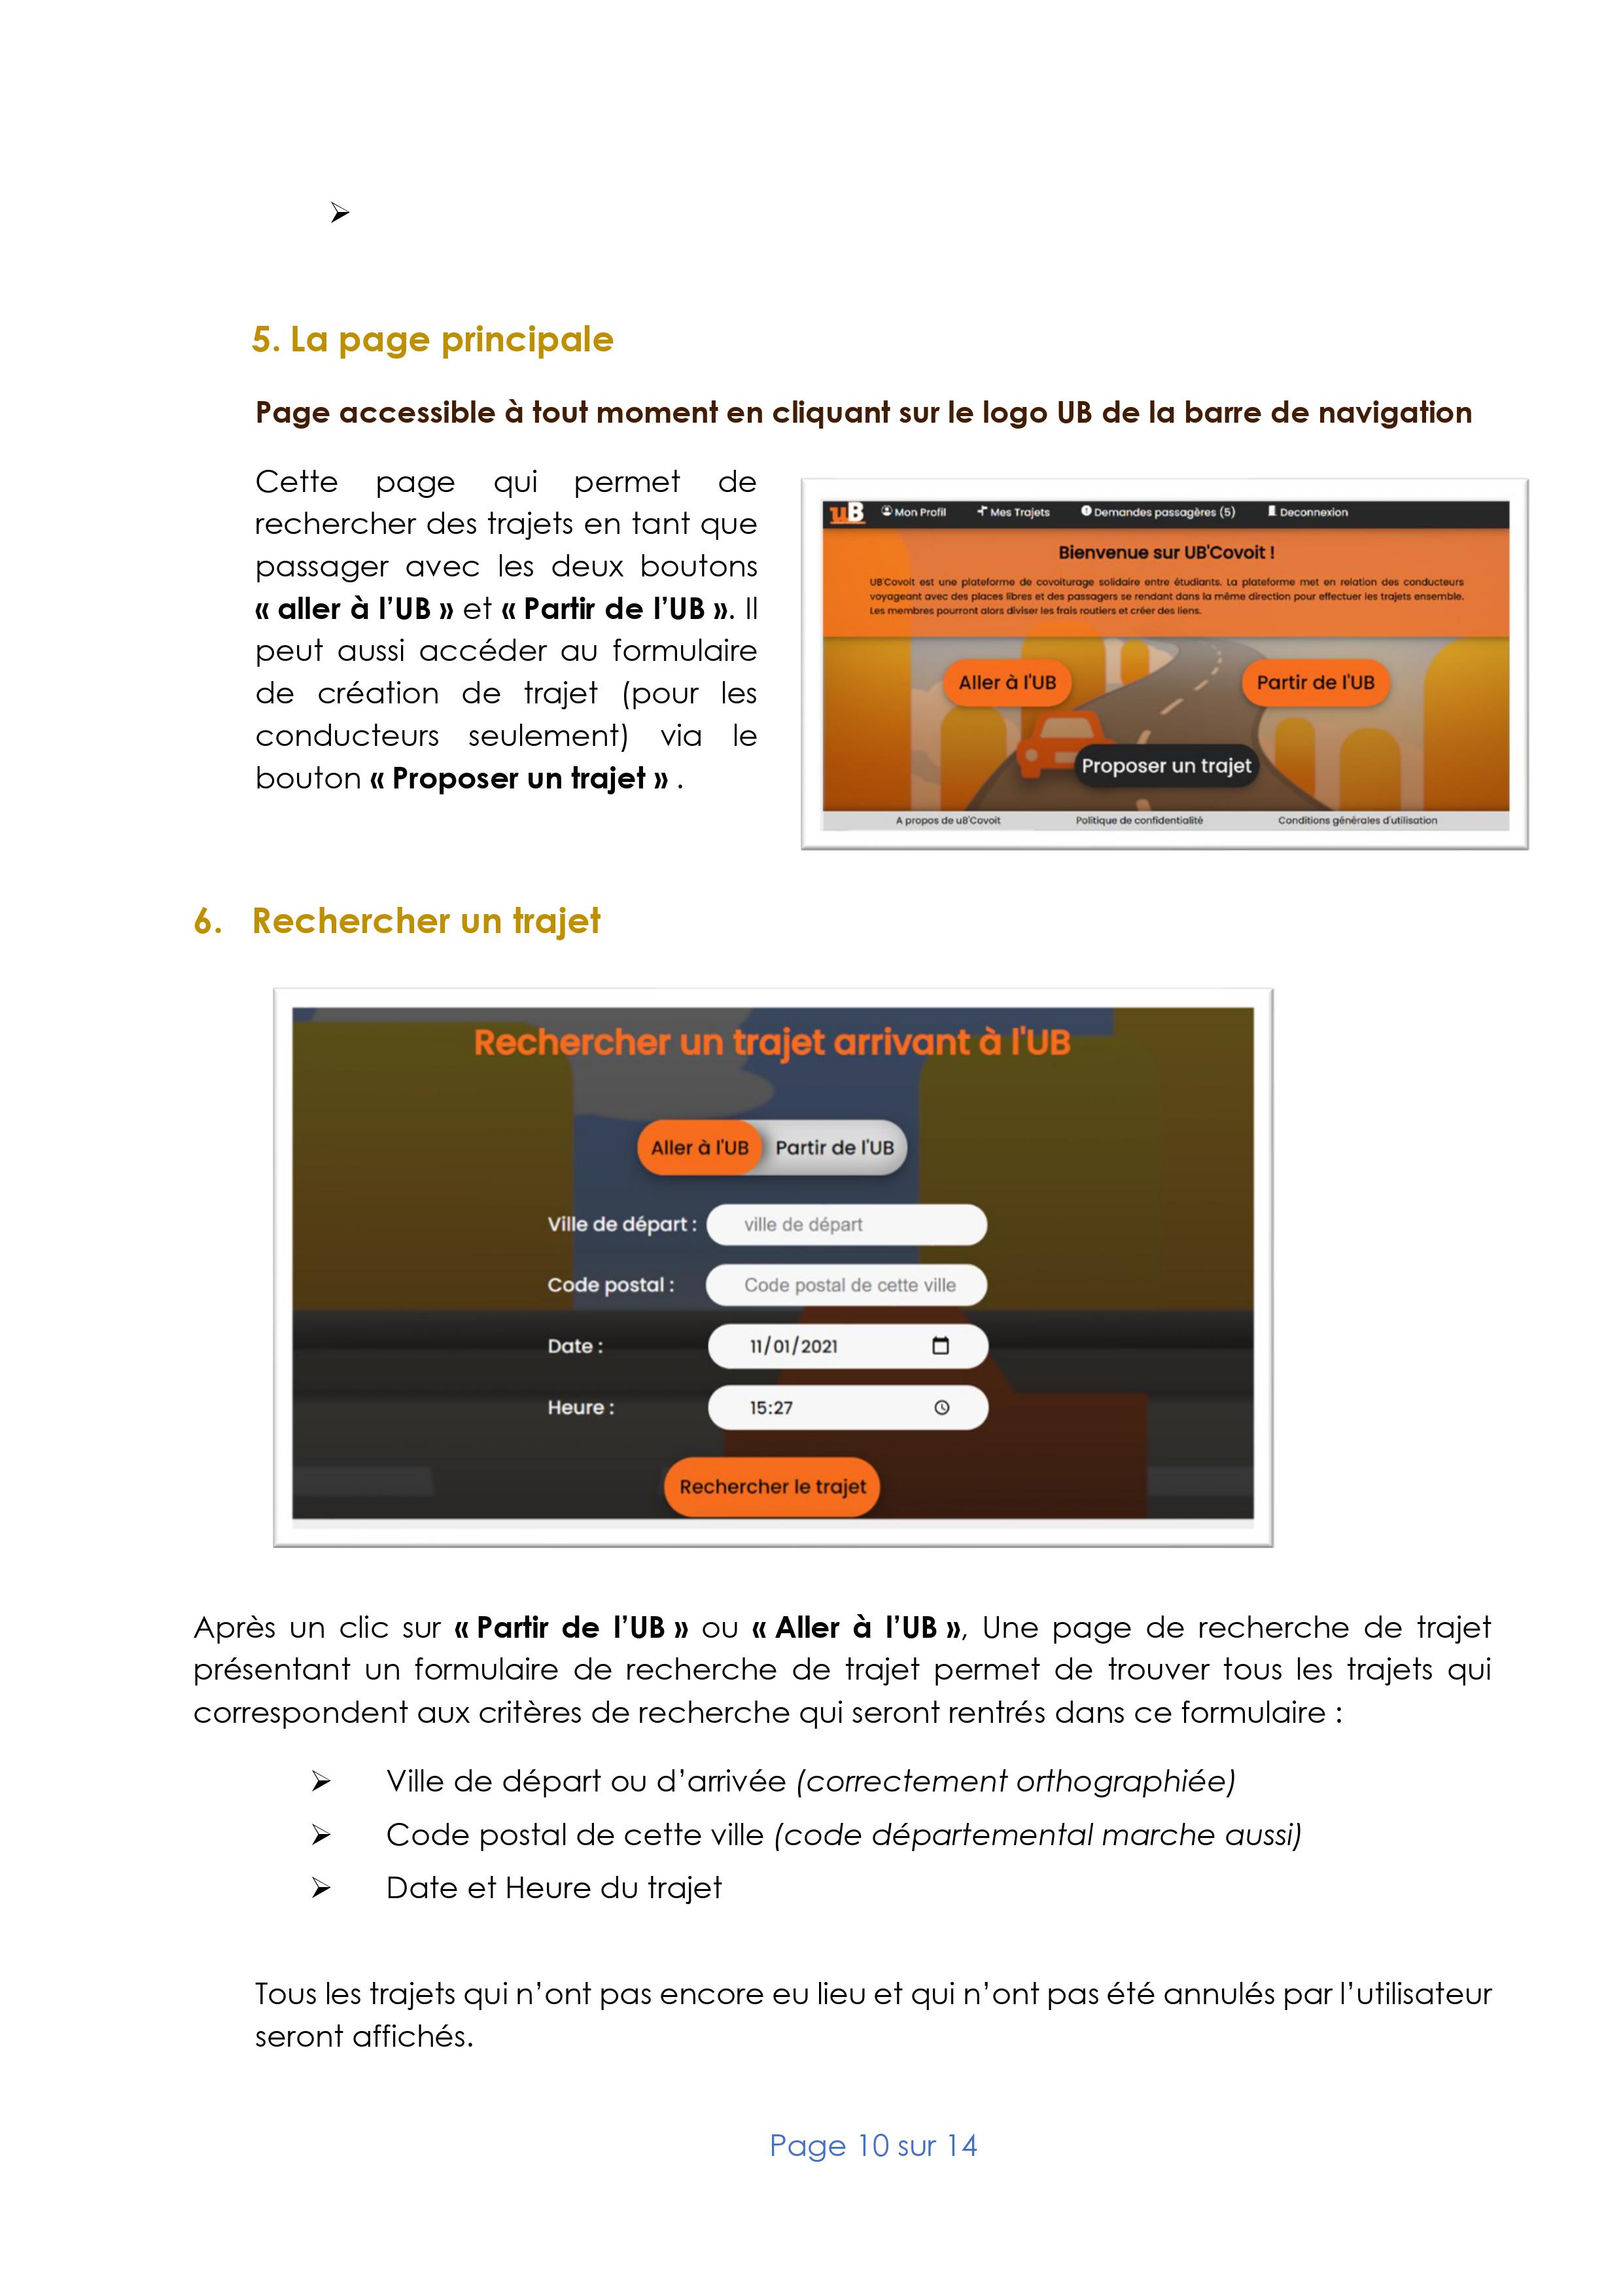 5. La page principale
Page accessible à tout moment en cliquant sur le logo UB de la barre de navigation
Cette page qui permet de
rechercher des trajets en tant que
passager avec les deux boutons
« aller à l’UB » et « Partir de l’UB ». Il
peut aussi accéder au formulaire
de création de trajet (pour les
conducteurs seulement) via le
bouton « Proposer un trajet » .
uB Mon Profil Mes Trajets Demandes passagères (5) Deconnexion
Bienvenue sur UB'Covoit !
UB'Covoit est une plateforme de covoiturage solidaire entre étudiants. La plateforme met en relation des conducteurs
voyageant avec des places libres et des passagers se rendant dans la même direction pour effectuer les trajets ensemble.
Les membres pourront alors diviser les frais routiers et créer des liens.
Aller à l'UB Partir de l'UB
Proposer un trajet
A propos de uB'Covoit Politique de confidentialité Conditions générales d'utilisation
6. Rechercher un trajet
Rechercher un trajet arrivant à l'UB
Aller à l'UB Partir de l'UB
Ville de départ : ville de départ
Code postal : Code postal de cette ville
Date : 11/01/2021
Heure : 15:27
Rechercher le trajet
Après un clic sur « Partir de l’UB » ou « Aller à l’UB », Une page de recherche de trajet
présentant un formulaire de recherche de trajet permet de trouver tous les trajets qui
correspondent aux critères de recherche qui seront rentrés dans ce formulaire :
➢ Ville de départ ou d’arrivée (correctement orthographiée)
➢ Code postal de cette ville (code départemental marche aussi)
➢ Date et Heure du trajet
Tous les trajets qui n’ont pas encore eu lieu et qui n’ont pas été annulés par l’utilisateur
seront affichés.
Page 10 sur 14